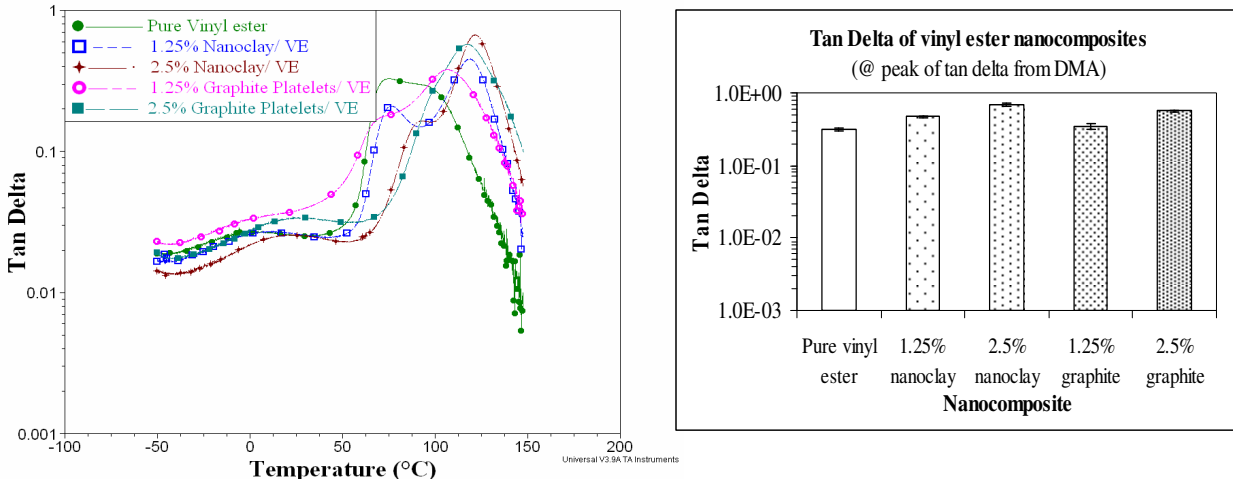 1
0.1
0.01
0.001
Tan Delta
Pure Vinyl ester
1.25% Nanoclay/ VE
2.5% Nanoclay/ VE
1.25% Graphite Platelets/ VE
2.5% Graphite Platelets/ VE
-100
-50
0
50
100
150
200
Temperature (°C)
Universal V3.9A TA Instruments
Tan Delta of vinyl ester nanocomposites
(@ peak of tan delta from DMA)
1.0E+00
1.0E-01
1.0E-02
1.0E-03
Tan Delta
Pure vinyl
ester
1.25%
nanoclay
2.5%
nanoclay
1.25%
graphite
2.5%
graphite
Nanocomposite